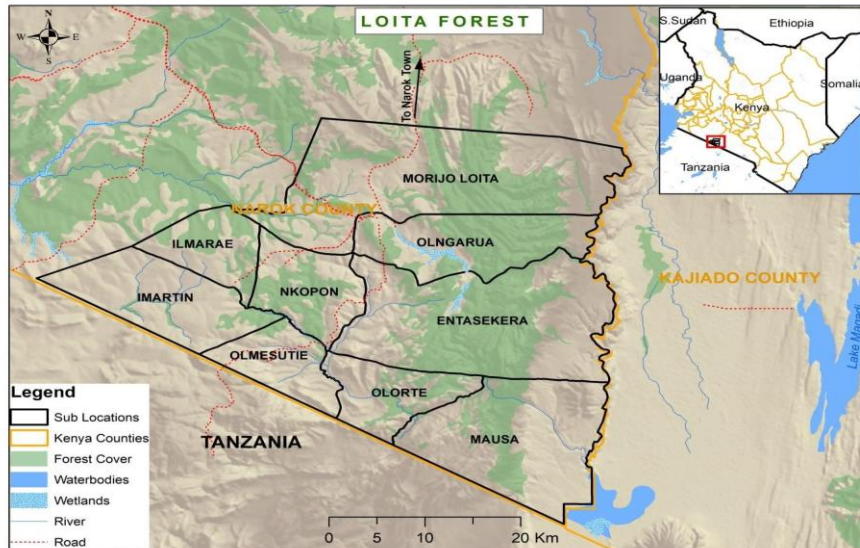 LOITA FOREST
N
W
E
S
To Narok Town
S.Sudan
Ethiopia
Uganda
Kenya
Somalia
Tanzania
MORIJO LOITA
NAROK COUNTY
ILMARAE
OLNGARUA
KAJIADO COUNTY
IMARTIN
NKOPON
ENTASEKERA
OLMESUTIE
OLORTE
MAUSA
TANZANIA
Lake Magadi
Legend
Sub Locations
Kenya Counties
Forest Cover
Waterbodies
Wetlands
River
Road
0 5 10 20 Km